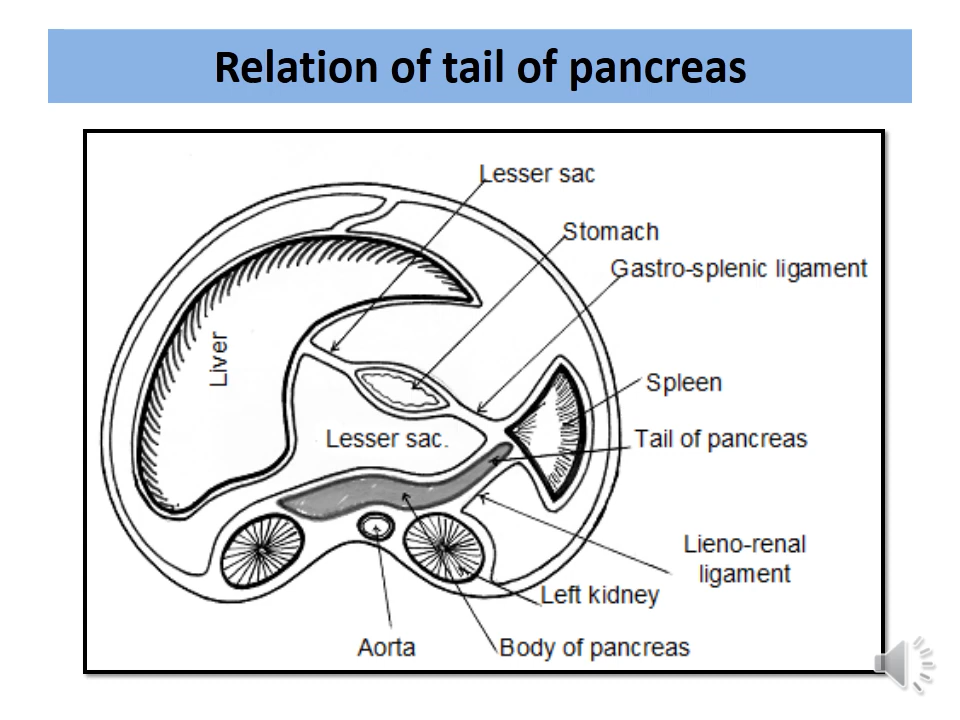 Relation of tail of pancreas
Lesser sac
Stomach
Gastro-splenic ligament
Liver
Spleen
Lesser sac.
Tail of pancreas
Lieno-renal
ligament
Left kidney
Aorta
Body of pancreas